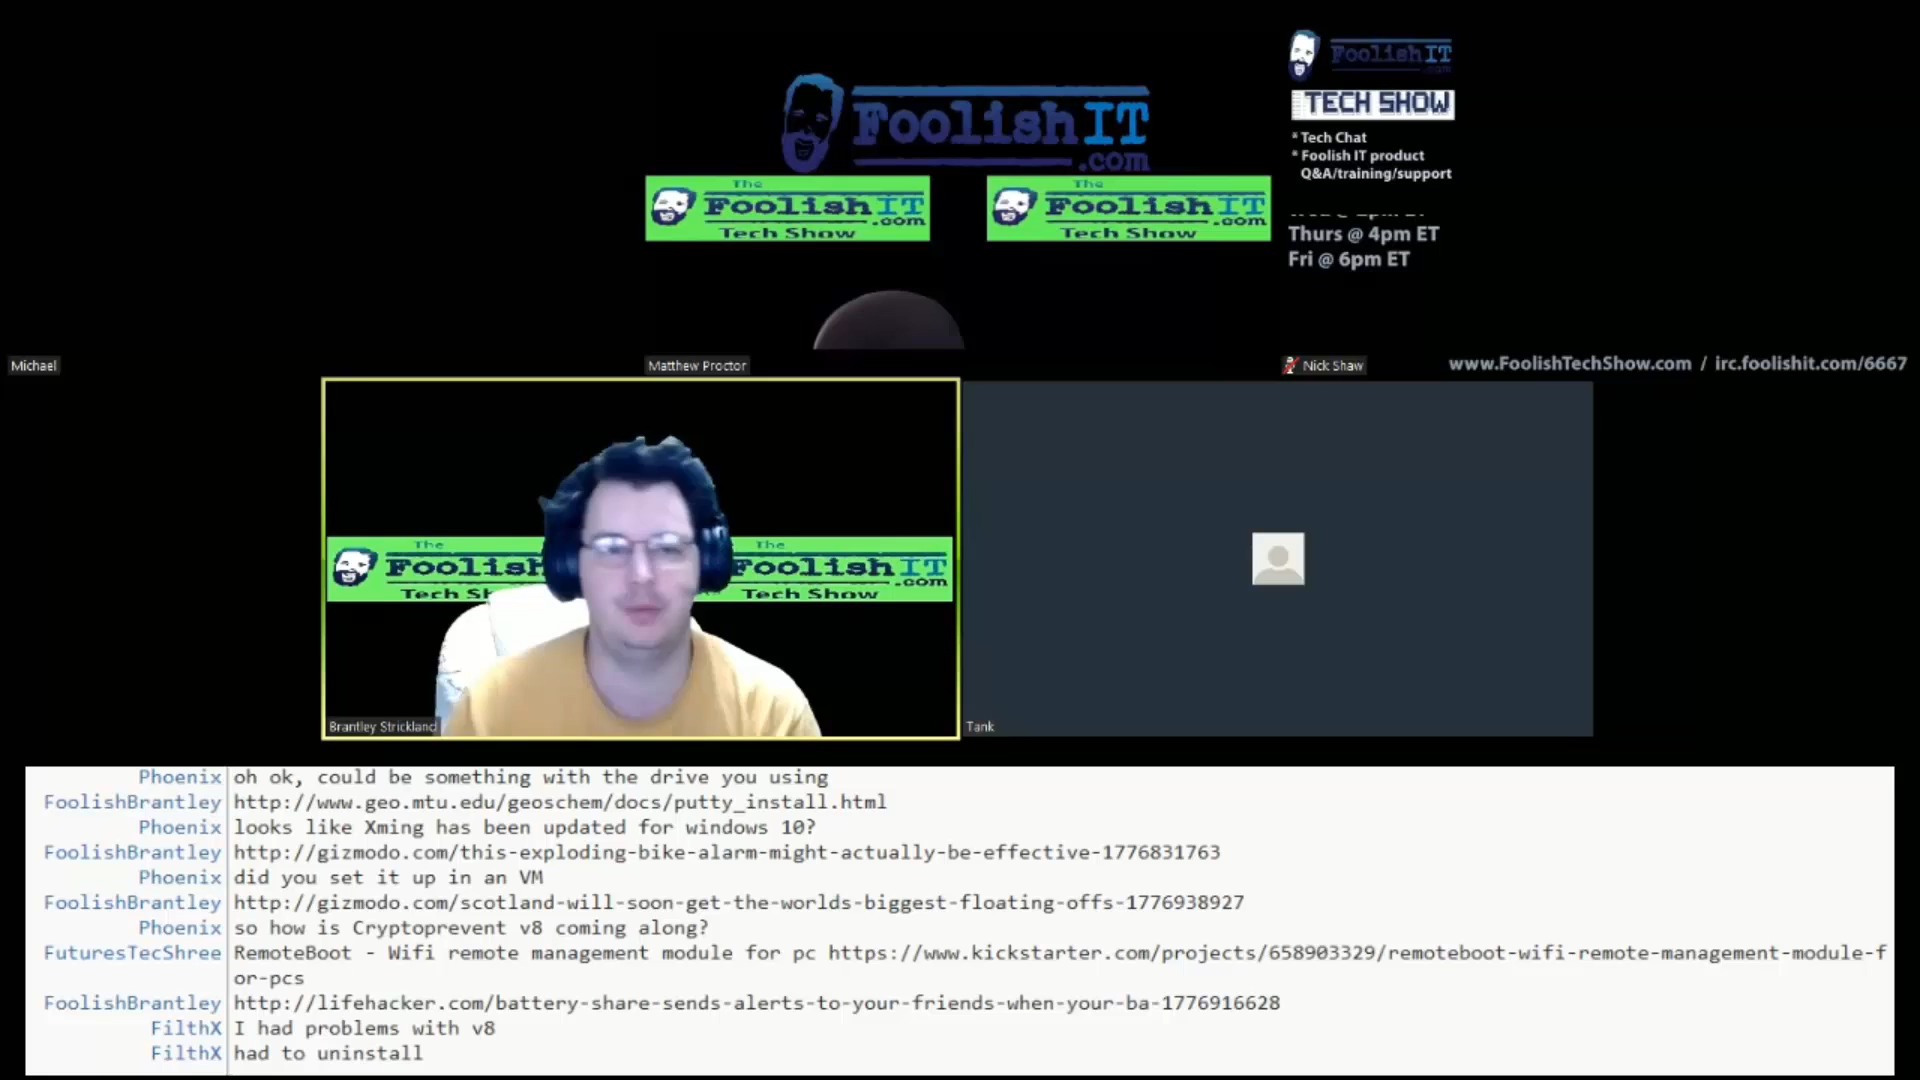 FoolishIT
.com
FoolishIT
.com
TECH SHOW
* Tech Chat
* Foolish IT product
Q&A/training/support
The
FoolishIT
.com
Tech Show
The
FoolishIT
.com
Tech Show
Thurs @ 4pm ET
Fri @ 6pm ET
Michael
Matthew Proctor
Nick Shaw
www.FoolishTechShow.com / irc.foolishit.com/6667
The
Foolish
Tech Sh
The
FoolishIT
.com
Tech Show
Brantley Strickland
Tank
Phoenix oh ok, could be something with the drive you using
FoolishBrantley http://www.geo.mtu.edu/geoschem/docs/putty_install.html
Phoenix looks like Xming has been updated for windows 10?
FoolishBrantley http://gizmodo.com/this-exploding-bike-alarm-might-actually-be-effective-1776831763
Phoenix did you set it up in an VM
FoolishBrantley http://gizmodo.com/scotland-will-soon-get-the-worlds-biggest-floating-offs-1776938927
Phoenix so how is Cryptoprevent v8 coming along?
FuturesTecShree RemoteBoot - Wifi remote management module for pc https://www.kickstarter.com/projects/658903329/remoteboot-wifi-remote-management-module-f
or-pcs
FoolishBrantley http://lifehacker.com/battery-share-sends-alerts-to-your-friends-when-your-ba-1776916628
FilthX I had problems with v8
FilthX had to uninstall